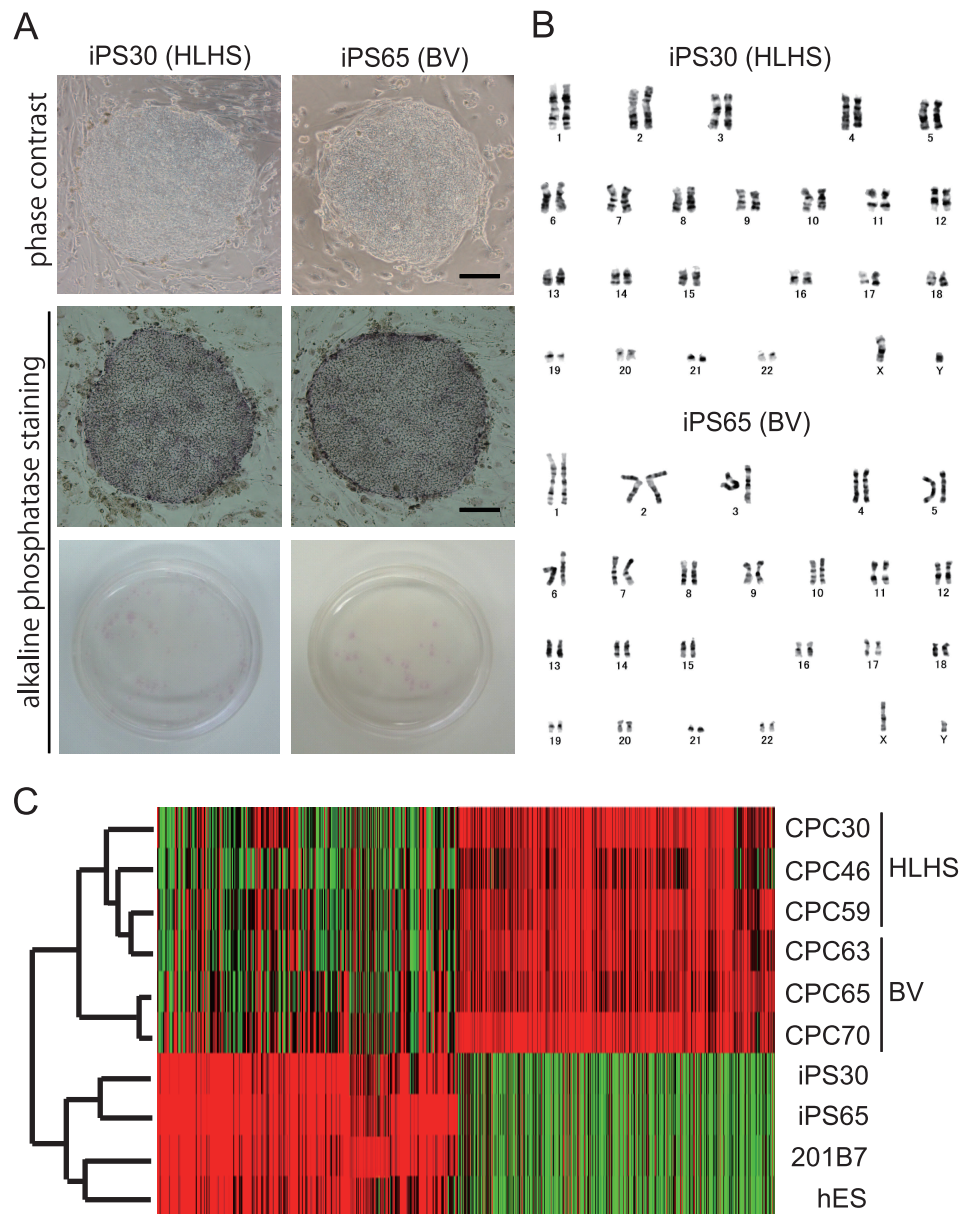 A
iPS30 (HLHS)
iPS65 (BV)
phase contrast
alkaline phosphatase staining
B
iPS30 (HLHS)
1 2 3 4 5
6 7 8 9 10 11 12
13 14 15 16 17 18
19 20 21 22 X Y
iPS65 (BV)
1 2 3 4 5
6 7 8 9 10 11 12
13 14 15 16 17 18
19 20 21 22 X Y
C
CPC30
CPC46
CPC59
HLHS
CPC63
CPC65
CPC70
BV
iPS30
iPS65
201B7
hES